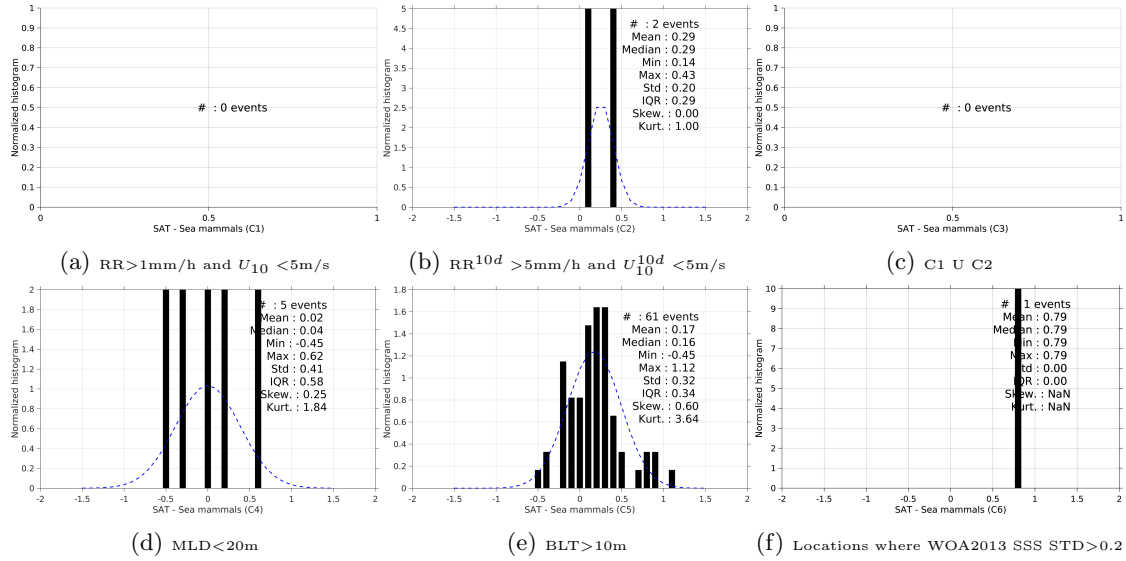 1
0.9
0.8
0.7
0.6
0.5
0.4
0.3
0.2
0.1
0
Normalized histogram
# : 0 events
0 0.5 1
SAT - Sea mammals (C1)
(a) RR>1mm/h and U₁₀ <5m/s
5
4.5
4
3.5
3
2.5
2
1.5
1
0.5
0
Normalized histogram
# : 2 events
Mean : 0.29
Median : 0.29
Min : 0.14
Max : 0.43
Std : 0.20
IQR : 0.29
Skew. : 0.00
Kurt. : 1.00
-2 -1.5 -1 -0.5 0 0.5 1 1.5 2
SAT - Sea mammals (C2)
(b) RR¹⁰ᵈ >5mm/h and U₁₀¹⁰ᵈ <5m/s
1
0.9
0.8
0.7
0.6
0.5
0.4
0.3
0.2
0.1
0
Normalized histogram
# : 0 events
0 0.5 1
SAT - Sea mammals (C3)
(c) C1 U C2
2
1.8
1.6
1.4
1.2
1
0.8
0.6
0.4
0.2
0
Normalized histogram
# : 5 events
Mean : 0.02
Median : 0.04
Min : -0.45
Max : 0.62
Std : 0.41
IQR : 0.58
Skew. : 0.25
Kurt. : 1.84
-2 -1.5 -1 -0.5 0 0.5 1 1.5 2
SAT - Sea mammals (C4)
(d) MLD<20m
1.8
1.6
1.4
1.2
1
0.8
0.6
0.4
0.2
0
Normalized histogram
# : 61 events
Mean : 0.17
Median : 0.16
Min : -0.45
Max : 1.12
Std : 0.32
IQR : 0.34
Skew. : 0.60
Kurt. : 3.64
-2 -1.5 -1 -0.5 0 0.5 1 1.5 2
SAT - Sea mammals (C5)
(e) BLT>10m
10
9
8
7
6
5
4
3
2
1
0
Normalized histogram
# : 1 events
Mean : 0.79
Median : 0.79
Min : 0.79
Max : 0.79
Std : 0.00
IQR : 0.00
Skew. : NaN
Kurt. : NaN
-2 -1.5 -1 -0.5 0 0.5 1 1.5 2
SAT - Sea mammals (C6)
(f) Locations where WOA2013 SSS STD>0.2